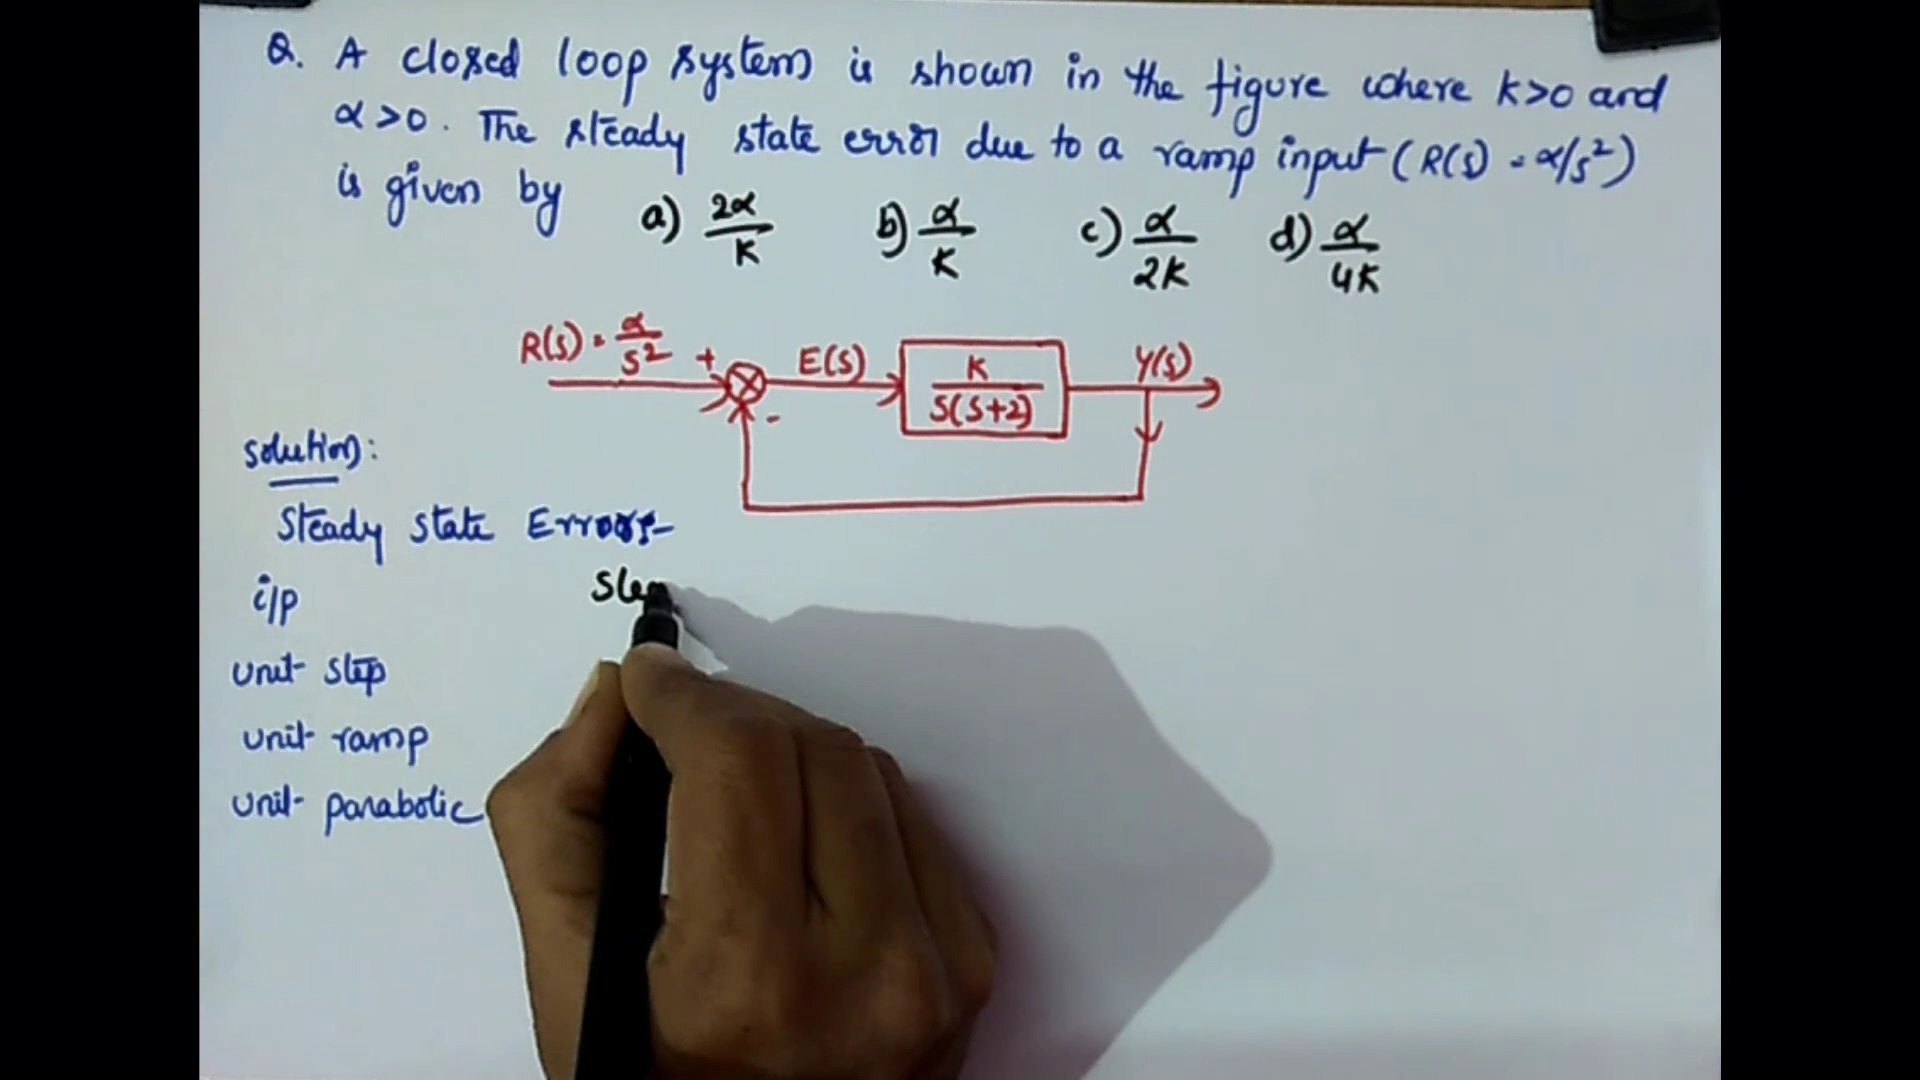 Q. A closed loop system is shown in the figure where K>0 and
α>0. The steady state error due to a ramp input (R(s) = α/s²)
is given by
a) 2α/K b) α/K c) α/2K d) α/4K
R(s) = α/s² + E(s) K/S(S+2) Y(s)
-
Solution:
Steady State Errors-
i/p
unit step
unit ramp
unit parabolic